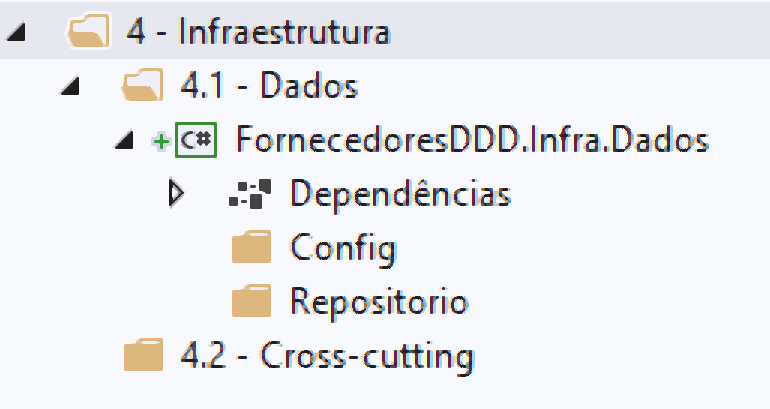 4 - Infraestrutura
4.1 - Dados
+ C# FornecedoresDDD.Infra.Dados
Dependências
Config
Repositorio
4.2 - Cross-cutting